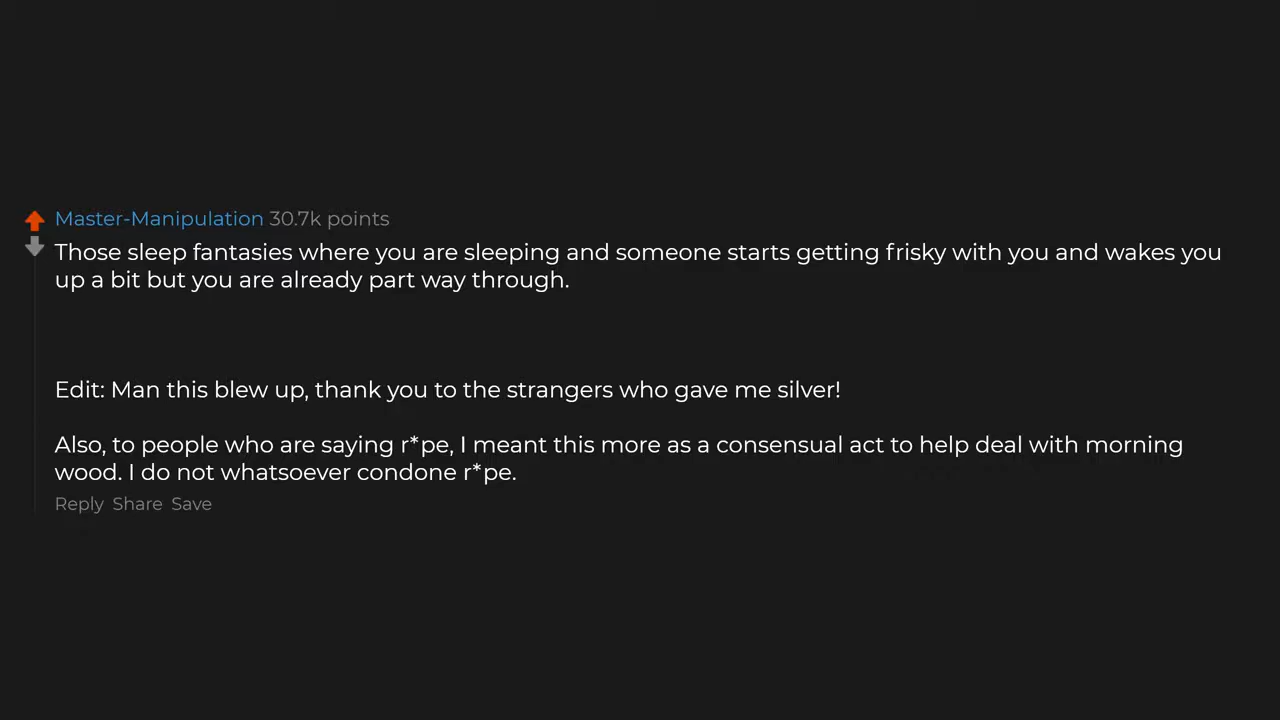 Master-Manipulation 30.7k points
Those sleep fantasies where you are sleeping and someone starts getting frisky with you and wakes you
up a bit but you are already part way through.
Edit: Man this blew up, thank you to the strangers who gave me silver!
Also, to people who are saying r*pe, I meant this more as a consensual act to help deal with morning
wood. I do not whatsoever condone r*pe.
Reply Share Save